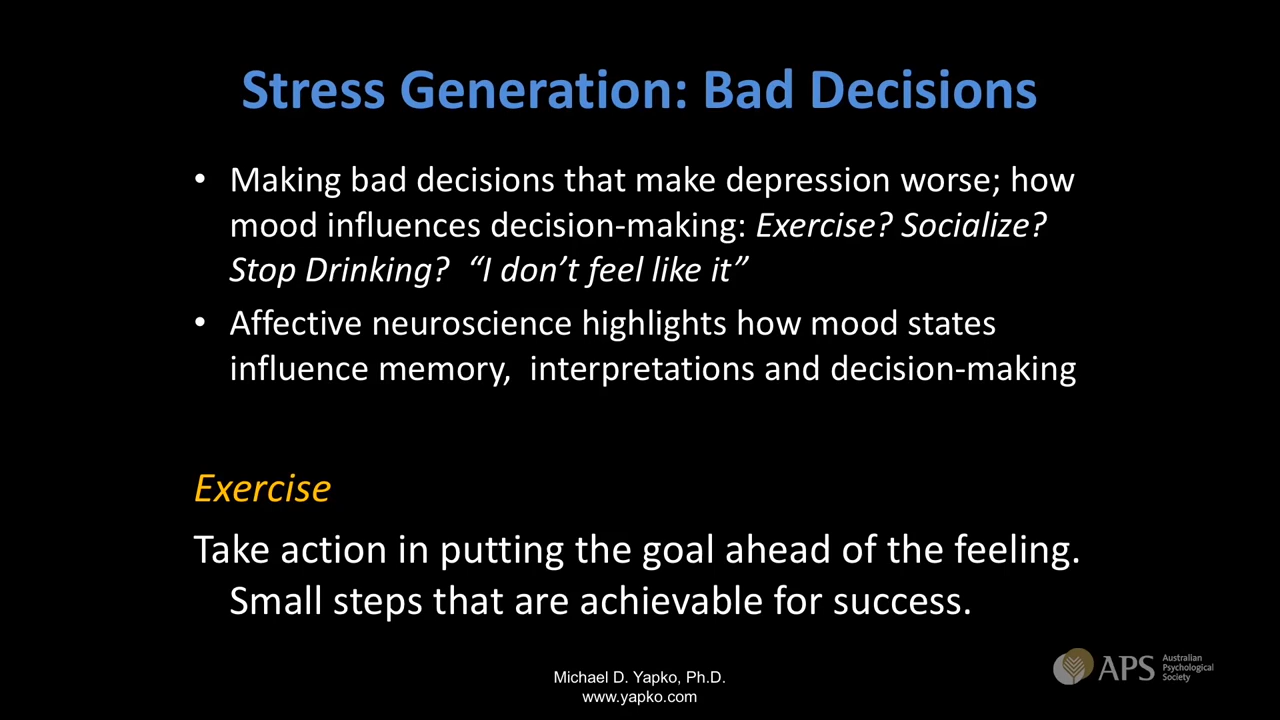 Stress Generation: Bad Decisions
• Making bad decisions that make depression worse; how
mood influences decision-making: Exercise? Socialize?
Stop Drinking?  “I don’t feel like it”
• Affective neuroscience highlights how mood states
influence memory,  interpretations and decision-making
Exercise
Take action in putting the goal ahead of the feeling.
Small steps that are achievable for success.
Michael D. Yapko, Ph.D.
www.yapko.com
APS
Australian
Psychological
Society